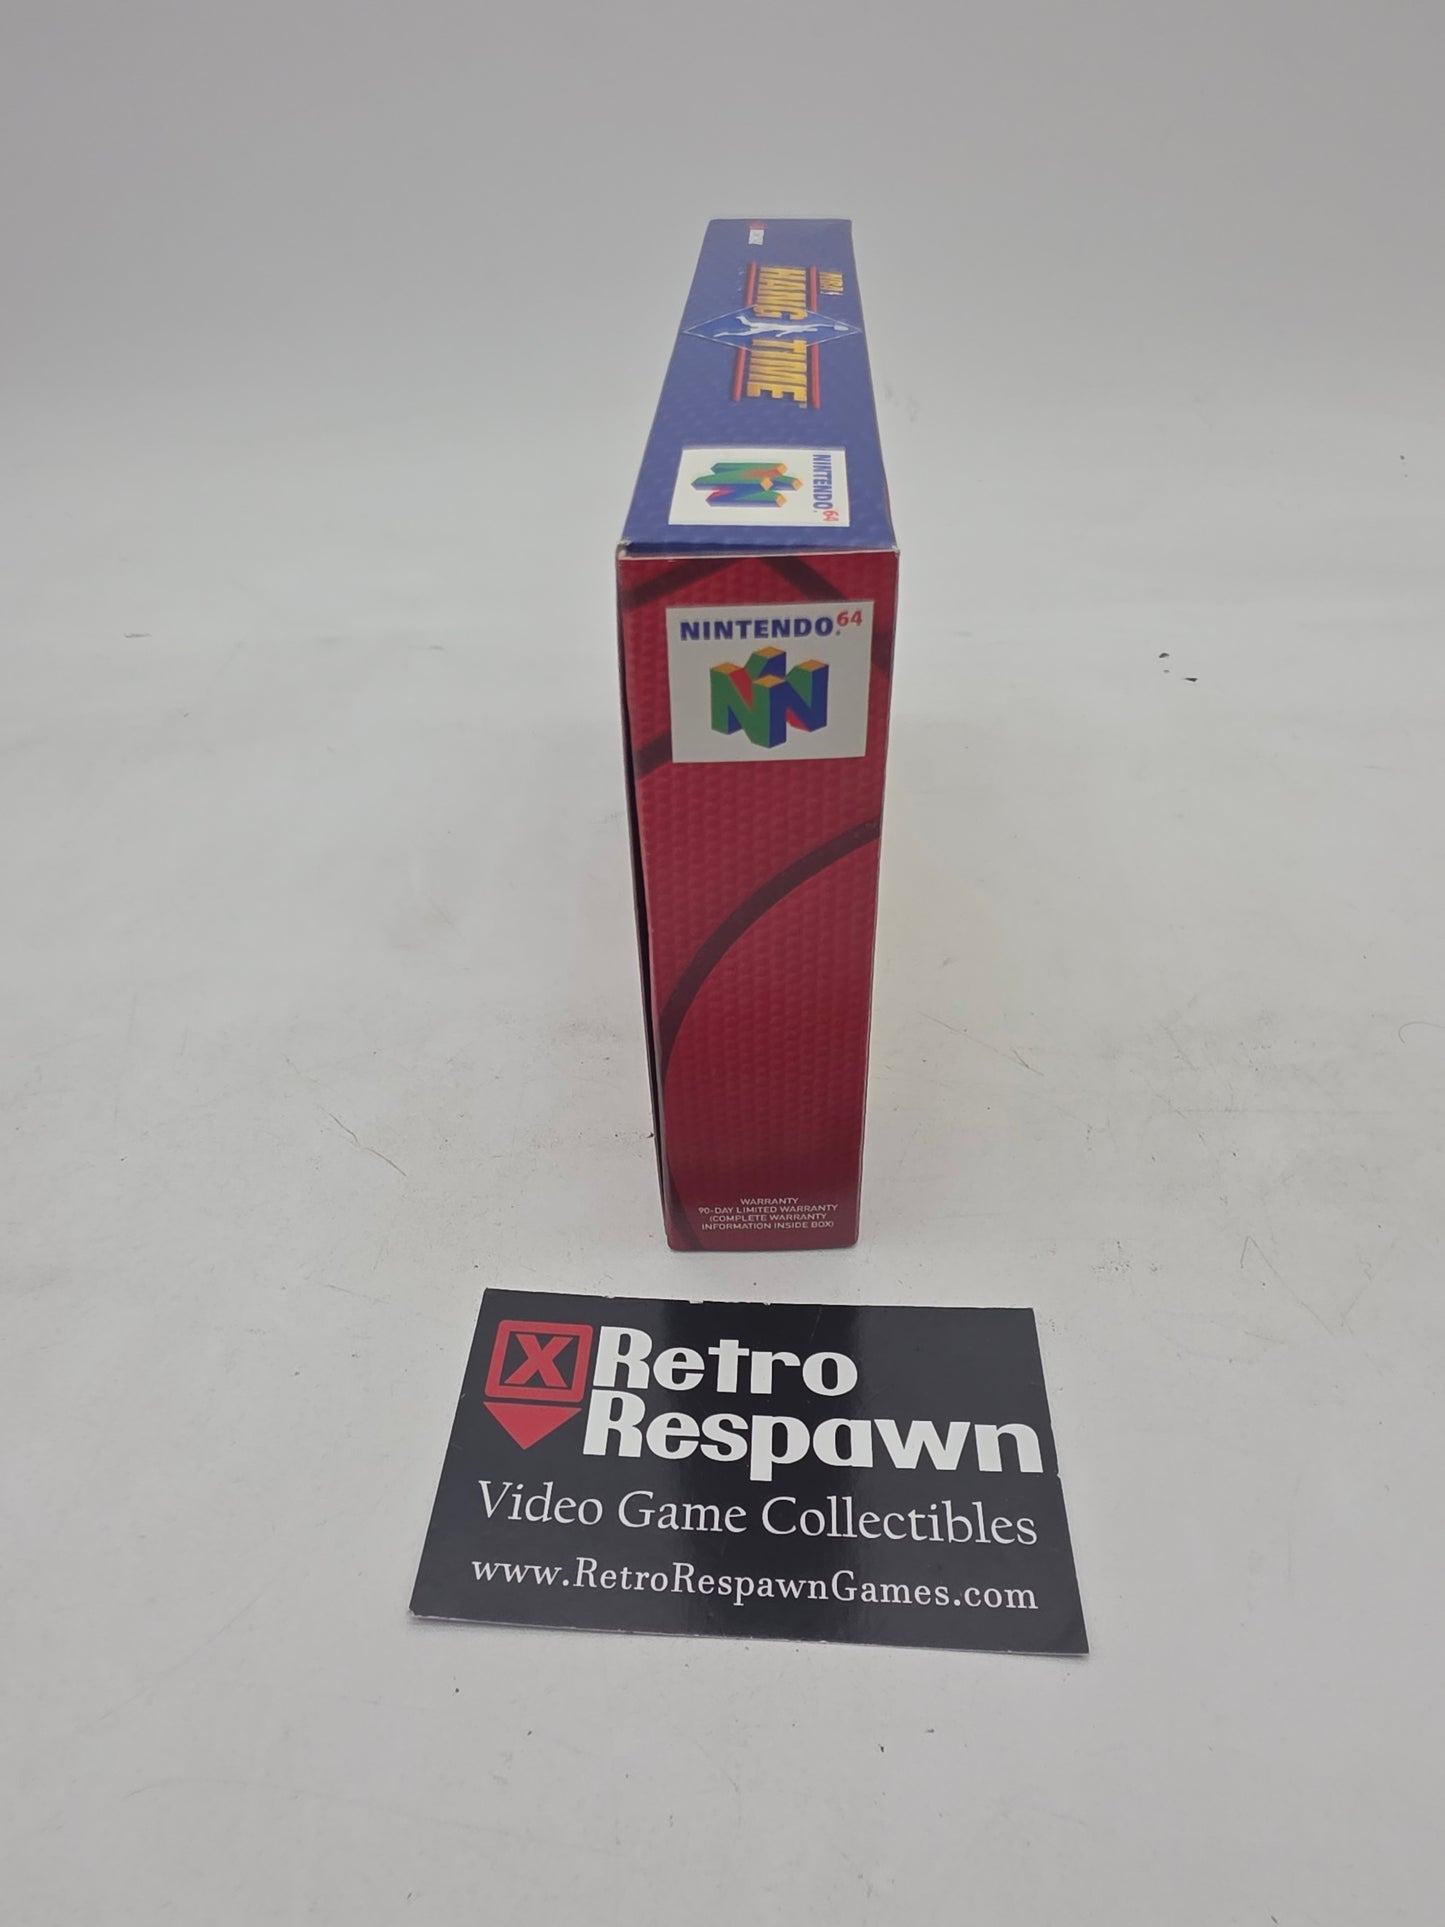 NBA
HANG TIME™
NINTENDO 64
NINTENDO 64
WARRANTY
90-DAY LIMITED WARRANTY
(COMPLETE WARRANTY
INFORMATION INSIDE BOX)
X Retro
Respawn
Video Game Collectibles
www.RetroRespawnGames.com